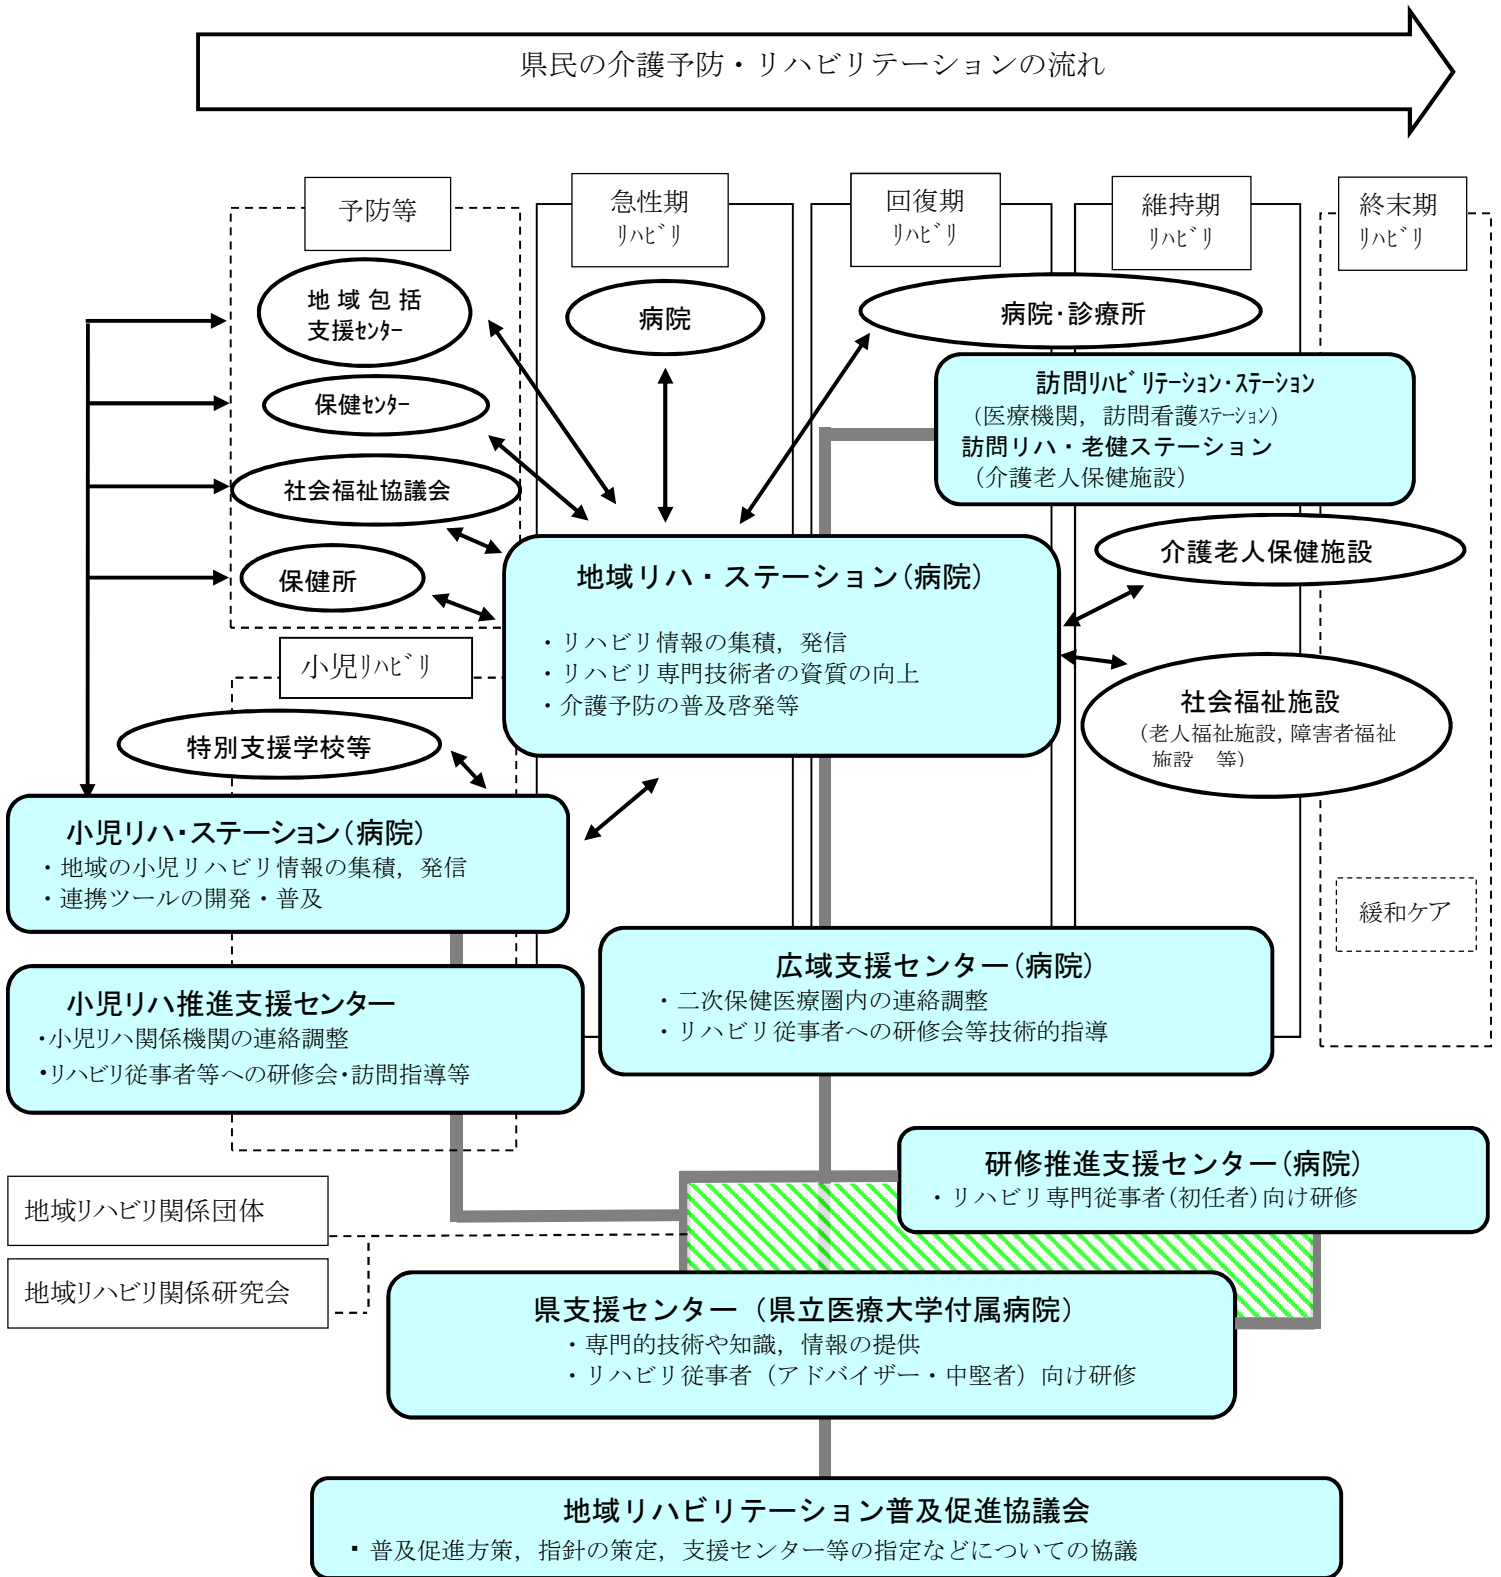 県民の介護予防・リハビリテーションの流れ
予防等
急性期
ﾘﾊﾋﾞﾘ
回復期
ﾘﾊﾋﾞﾘ
維持期
ﾘﾊﾋﾞﾘ
終末期
ﾘﾊﾋﾞﾘ
地域包括
支援ｾﾝﾀｰ
病院
病院・診療所
保健ｾﾝﾀｰ
訪問ﾘﾊﾋﾞﾘﾃｰｼｮﾝ・ｽﾃｰｼｮﾝ
（医療機関，訪問看護ｽﾃｰｼｮﾝ）
訪問リハ・老健ステーション
（介護老人保健施設）
社会福祉協議会
保健所
介護老人保健施設
地域リハ・ステーション(病院)
・リハビリ情報の集積，発信
・リハビリ専門技術者の資質の向上
・介護予防の普及啓発等
小児ﾘﾊﾋﾞﾘ
社会福祉施設
（老人福祉施設，障害者福祉
施設　等）
特別支援学校等
小児リハ・ステーション(病院)
・地域の小児リハビリ情報の集積，発信
・連携ツールの開発・普及
緩和ケア
小児リハ推進支援センター
・小児リハ関係機関の連絡調整
・リハビリ従事者等への研修会・訪問指導等
広域支援センター(病院)
・二次保健医療圏内の連絡調整
・リハビリ従事者への研修会等技術的指導
研修推進支援センター(病院)
・リハビリ専門従事者(初任者)向け研修
地域リハビリ関係団体
地域リハビリ関係研究会
県支援センター（県立医療大学付属病院）
・専門的技術や知識，情報の提供
・リハビリ従事者（アドバイザー・中堅者）向け研修
地域リハビリテーション普及促進協議会
・普及促進方策，指針の策定，支援センター等の指定などについての協議